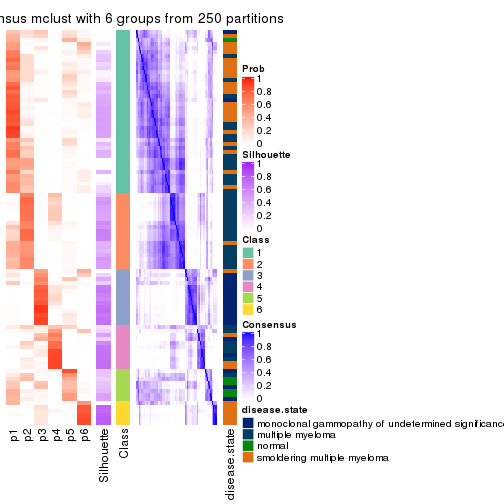 nsus mclust with 6 groups from 250 partitions
Prob
1
0.8
0.6
0.4
0.2
0
Silhouette
1
0.8
0.6
0.4
0.2
0
Class
1
2
3
4
5
6
Consensus
1
0.8
0.6
0.4
0.2
0
disease.state
monoclonal gammopathy of undetermined significance
multiple myeloma
normal
smoldering multiple myeloma
p1
p2
p3
p4
p5
p6
Silhouette
Class
disease.state